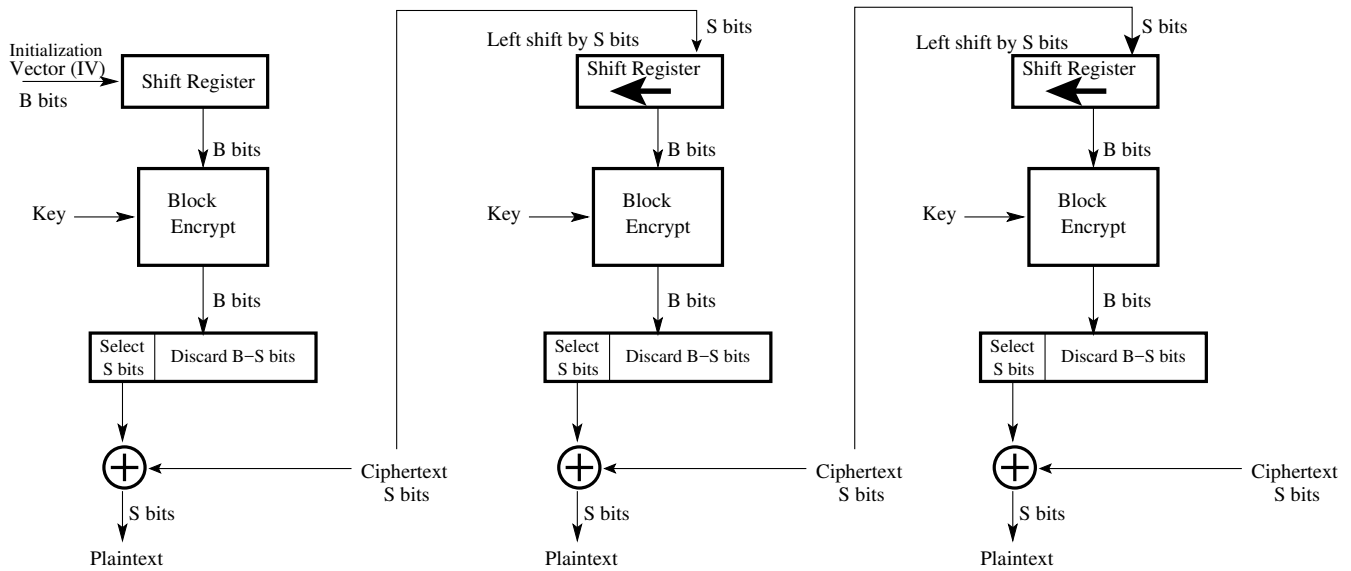 S bits
S bits
Left shift by S bits
Left shift by S bits
Initialization
Vector (IV)
B bits
Shift Register
Shift Register
Shift Register
B bits
B bits
B bits
Key
Block
Encrypt
Key
Block
Encrypt
Key
Block
Encrypt
B bits
B bits
B bits
Select
S bits
Discard B−S bits
Select
S bits
Discard B−S bits
Select
S bits
Discard B−S bits
Ciphertext
S bits
Ciphertext
S bits
Ciphertext
S bits
S bits
S bits
S bits
Plaintext
Plaintext
Plaintext